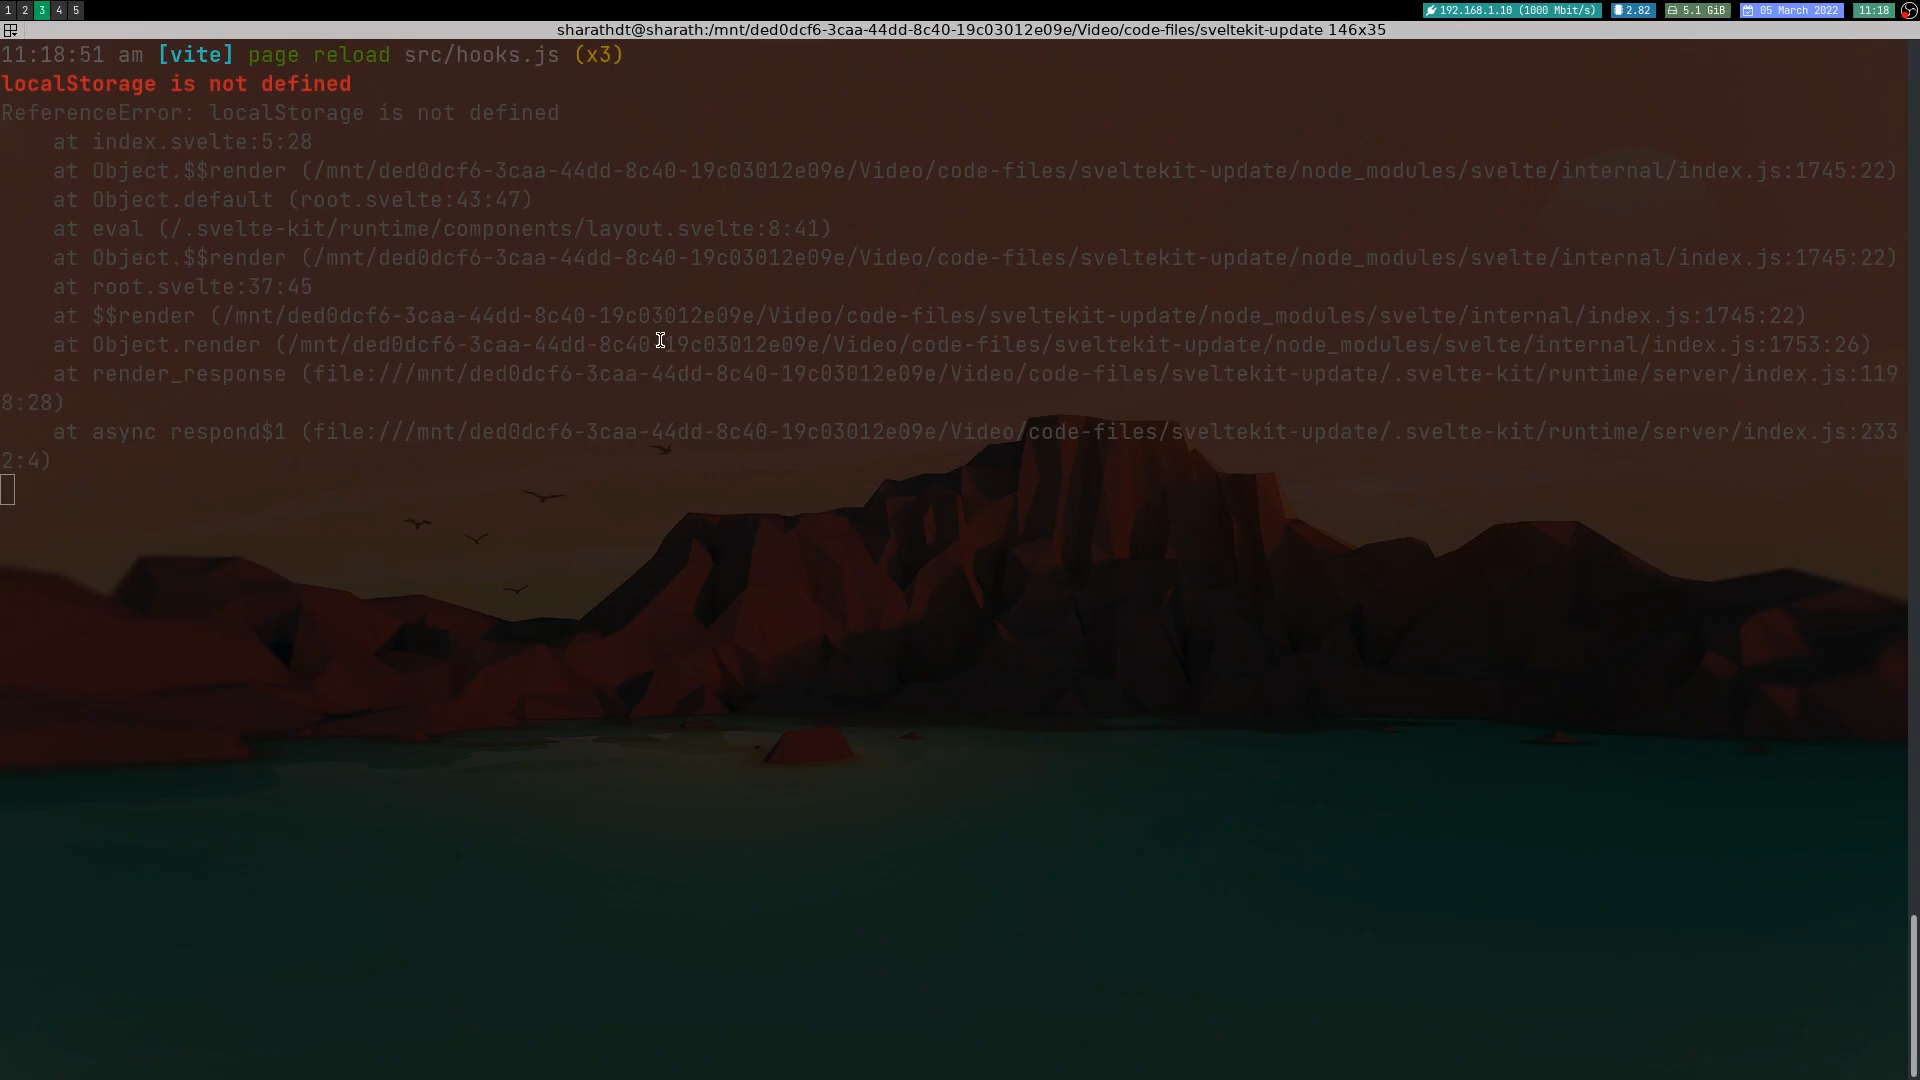 1 2 3 4 5 192.168.1.10 (1000 Mbit/s) 2.82 5.1 GiB 05 March 2022 11:18
sharathdt@sharath:/mnt/ded0dcf6-3caa-44dd-8c40-19c03012e09e/Video/code-files/sveltekit-update 146x35
11:18:51 am [vite] page reload src/hooks.js (x3)
localStorage is not defined
ReferenceError: localStorage is not defined
at index.svelte:5:28
at Object.$$render (/mnt/ded0dcf6-3caa-44dd-8c40-19c03012e09e/Video/code-files/sveltekit-update/node_modules/svelte/internal/index.js:1745:22)
at Object.default (root.svelte:43:47)
at eval (/.svelte-kit/runtime/components/layout.svelte:8:41)
at Object.$$render (/mnt/ded0dcf6-3caa-44dd-8c40-19c03012e09e/Video/code-files/sveltekit-update/node_modules/svelte/internal/index.js:1745:22)
at root.svelte:37:45
at $$render (/mnt/ded0dcf6-3caa-44dd-8c40-19c03012e09e/Video/code-files/sveltekit-update/node_modules/svelte/internal/index.js:1745:22)
at Object.render (/mnt/ded0dcf6-3caa-44dd-8c40-19c03012e09e/Video/code-files/sveltekit-update/node_modules/svelte/internal/index.js:1753:26)
at render_response (file:///mnt/ded0dcf6-3caa-44dd-8c40-19c03012e09e/Video/code-files/sveltekit-update/.svelte-kit/runtime/server/index.js:119
8:28)
at async respond$1 (file:///mnt/ded0dcf6-3caa-44dd-8c40-19c03012e09e/Video/code-files/sveltekit-update/.svelte-kit/runtime/server/index.js:233
2:4)